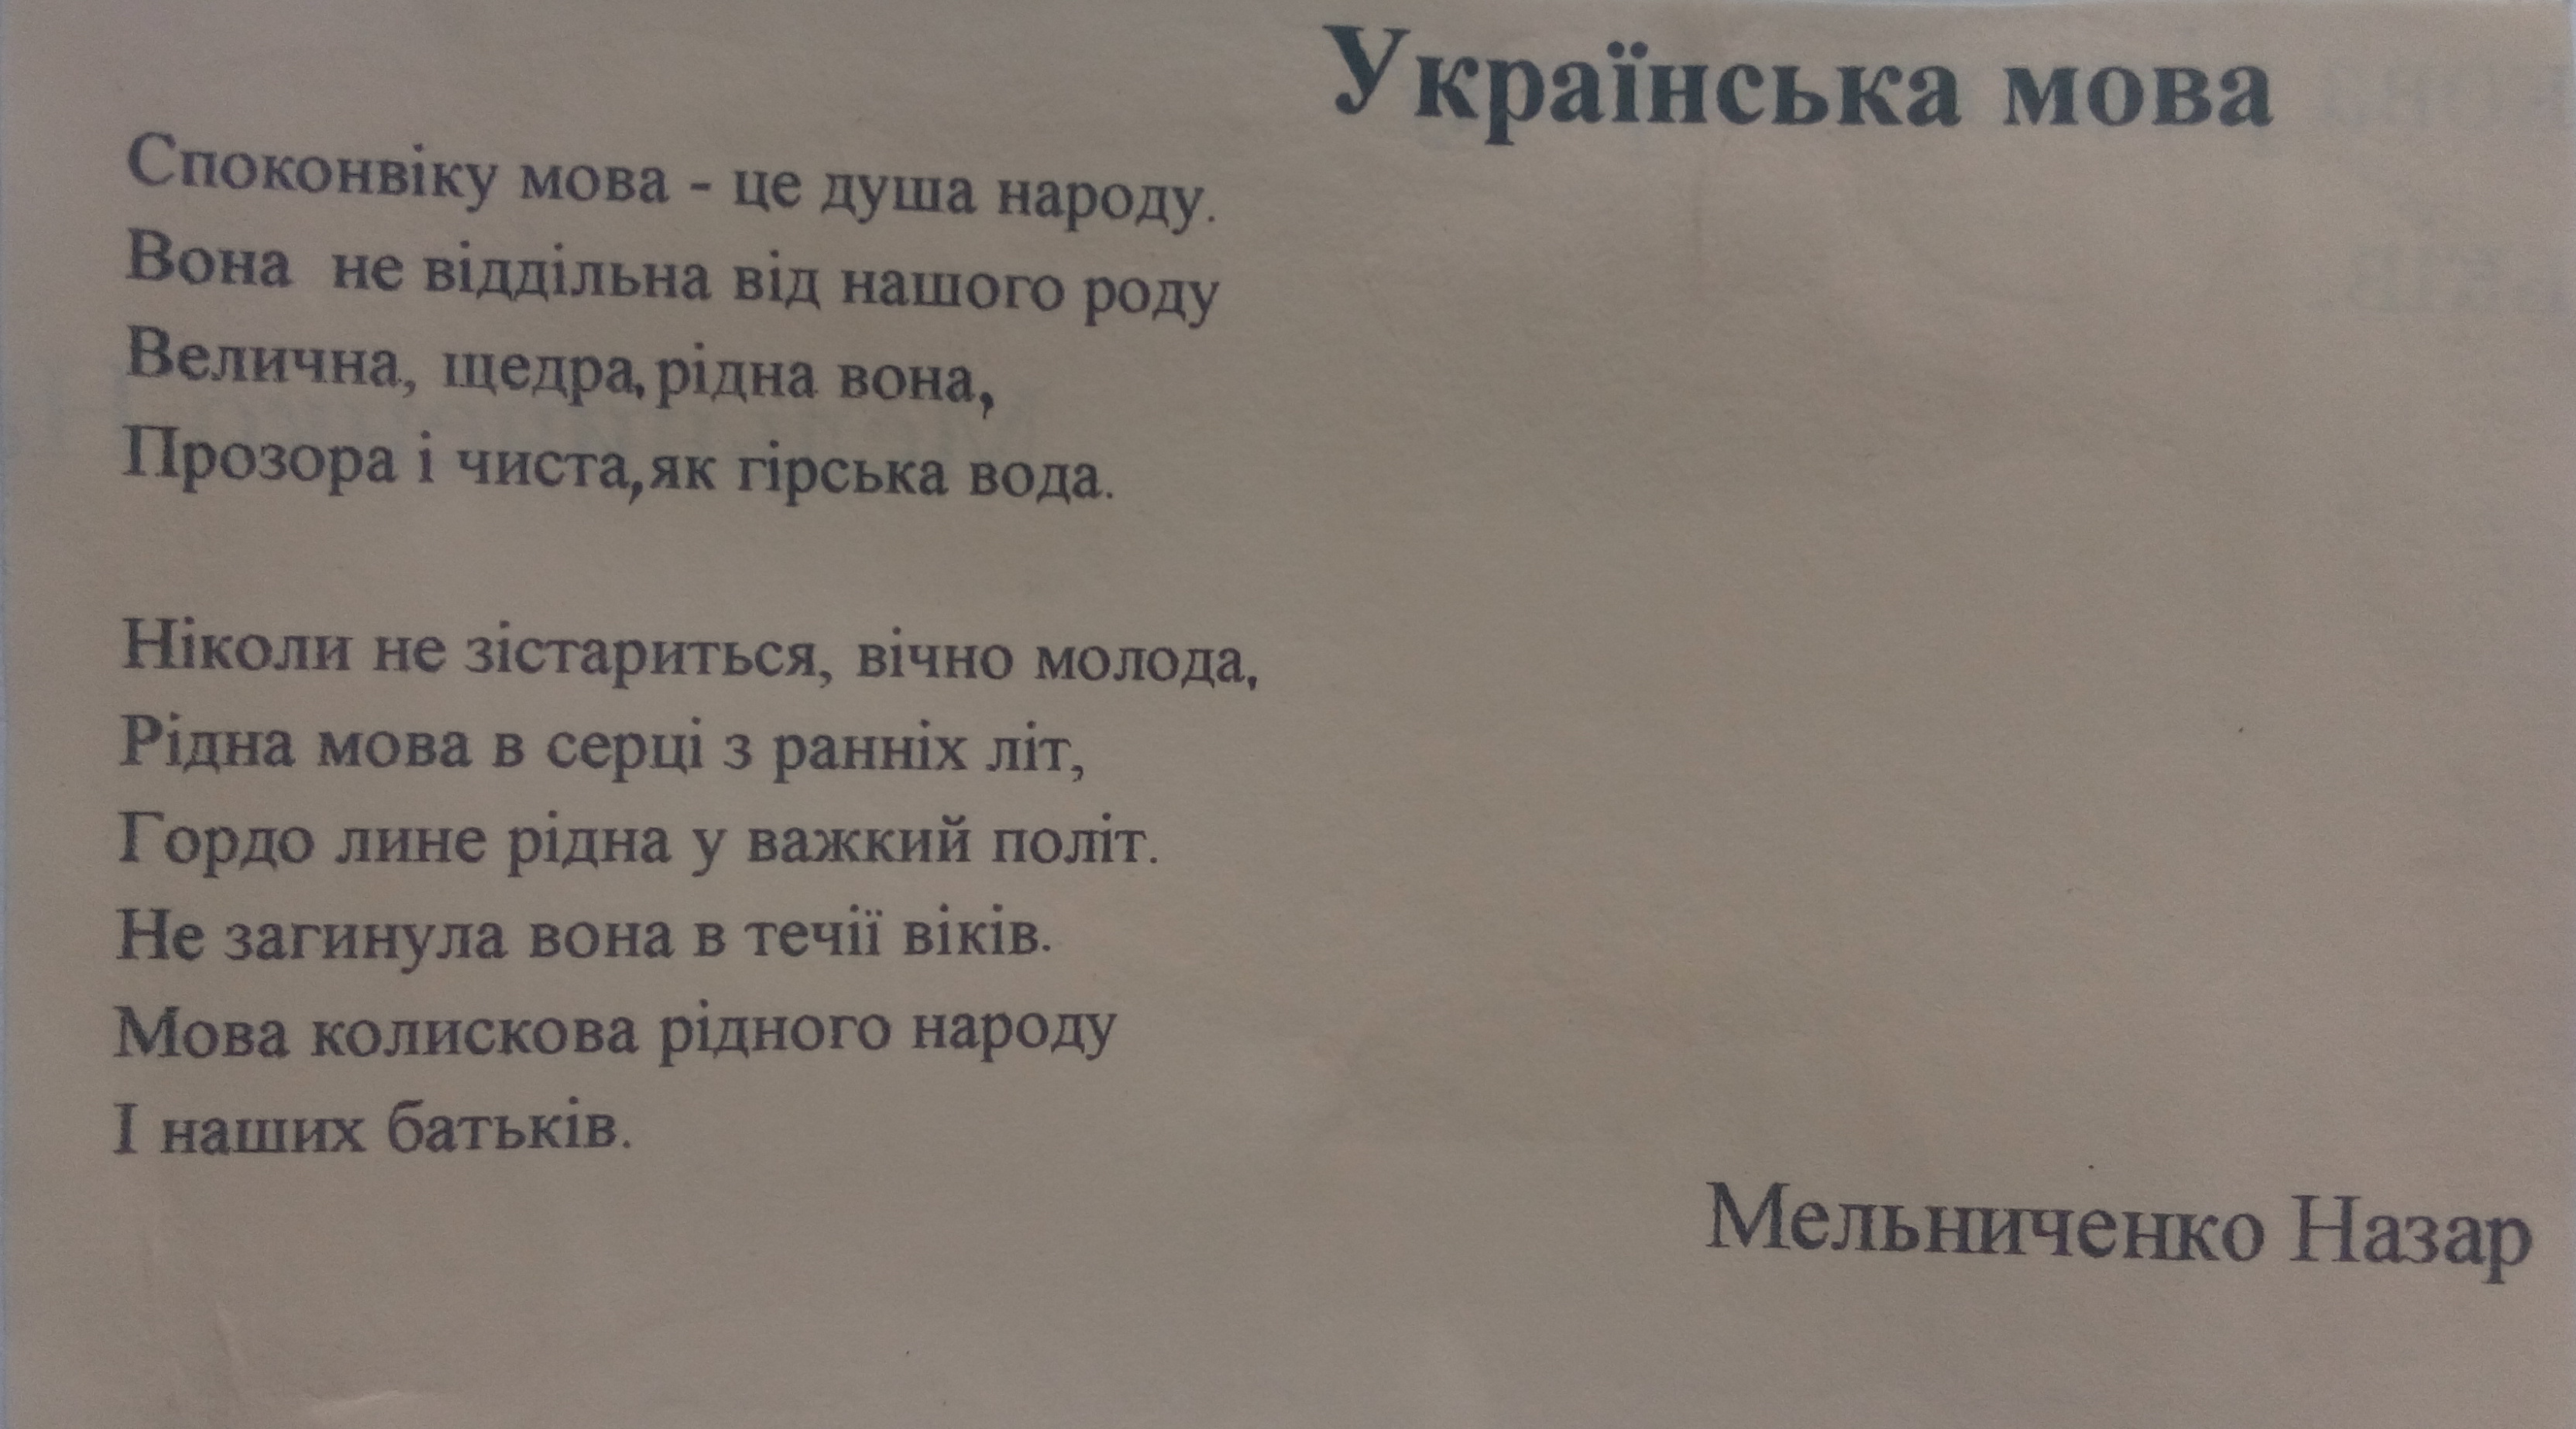 Українська мова
Споконвіку мова - це душа народу.
Вона не віддільна від нашого роду
Велична, щедра, рідна вона,
Прозора і чиста, як гірська вода.
Ніколи не зістариться, вічно молода,
Рідна мова в серці з ранніх літ,
Гордо лине рідна у важкий політ.
Не загинула вона в течії віків.
Мова колискова рідного народу
І наших батьків.
Мельниченко Назар